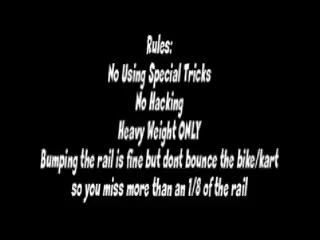 Rules:
No Using Special Tricks
No Hacking
Heavy Weight ONLY
Bumping the rail is fine but dont bounce the bike/kart
so you miss more than an 1/8 of the rail